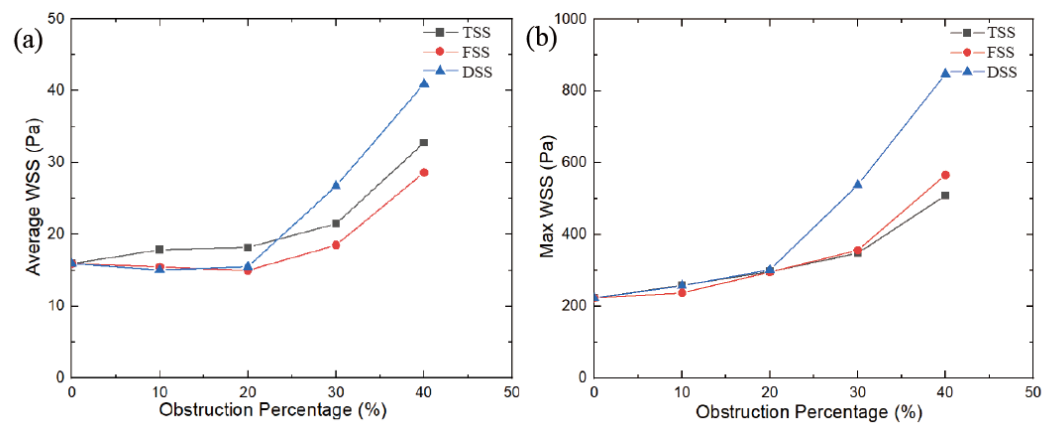 (a)
50
40
30
20
10
0
Average WSS (Pa)
TSS
FSS
DSS
0 10 20 30 40 50
Obstruction Percentage (%)
(b)
1000
800
600
400
200
0
Max WSS (Pa)
TSS
FSS
DSS
0 10 20 30 40 50
Obstruction Percentage (%)